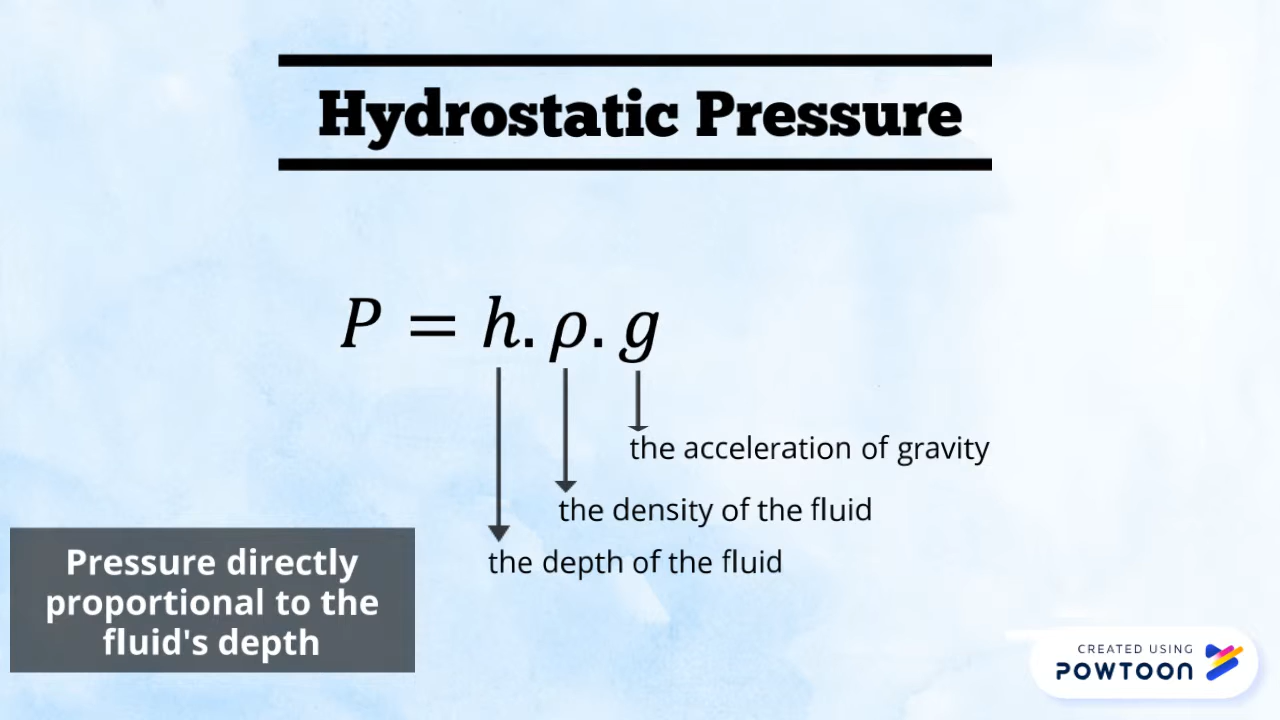 Hydrostatic Pressure
P = h. ρ. g
the acceleration of gravity
the density of the fluid
the depth of the fluid
Pressure directly
proportional to the
fluid's depth
CREATED USING
POWTOON